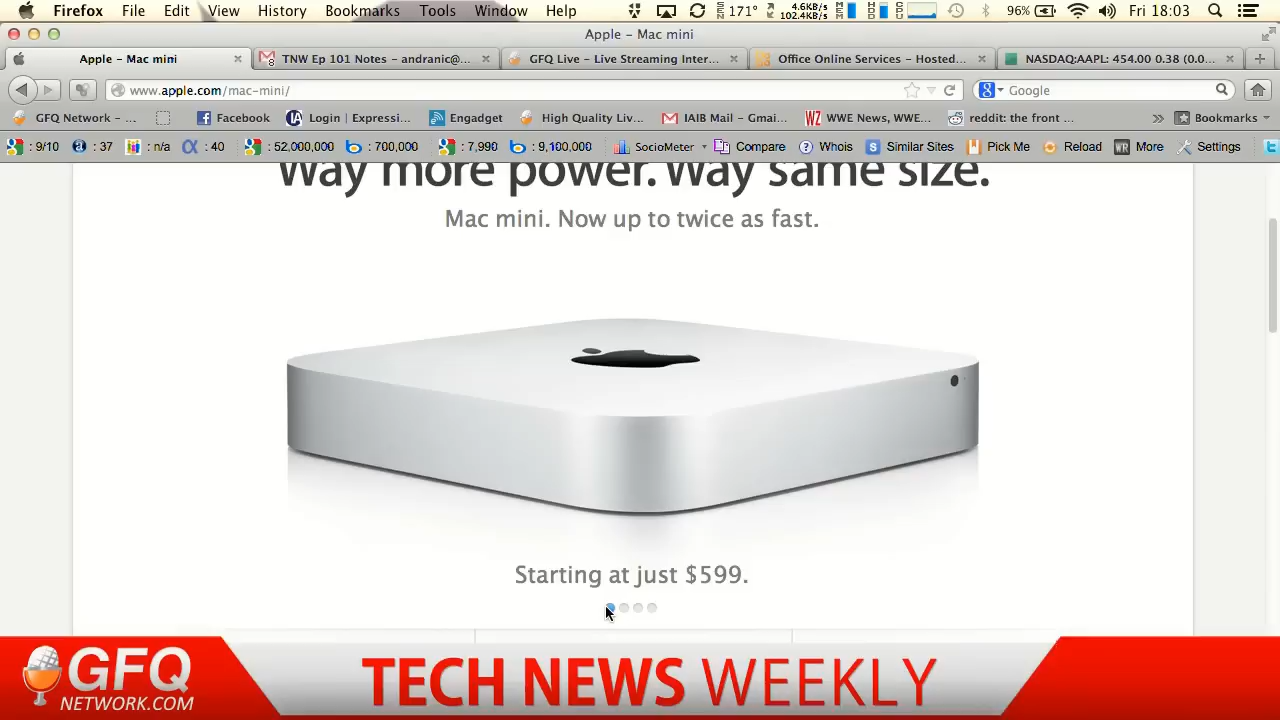 Firefox File Edit View History Bookmarks Tools Window Help 171° 4.6KB/s 102.4KB/s 96% Fri 18:03
Apple – Mac mini
Apple – Mac mini TNW Ep 101 Notes – andranic@... GFQ Live – Live Streaming Inter... Office Online Services – Hosted... NASDAQ:AAPL: 454.00 0.38 (0.0...
www.apple.com/mac-mini/ Google
GFQ Network – ... Facebook Login | Expressi... Engadget High Quality Liv... IAIB Mail – Gmai... WWE News, WWE... reddit: the front ... Bookmarks
: 9/10 : 37 : n/a : 40 : 52,000,000 : 700,000 : 7,990 : 9,100,000 SocioMeter Compare Whois Similar Sites Pick Me Reload More Settings
Way more power. Way same size.
Mac mini. Now up to twice as fast.
Starting at just $599.
GFQ
NETWORK.COM
TECH NEWS WEEKLY